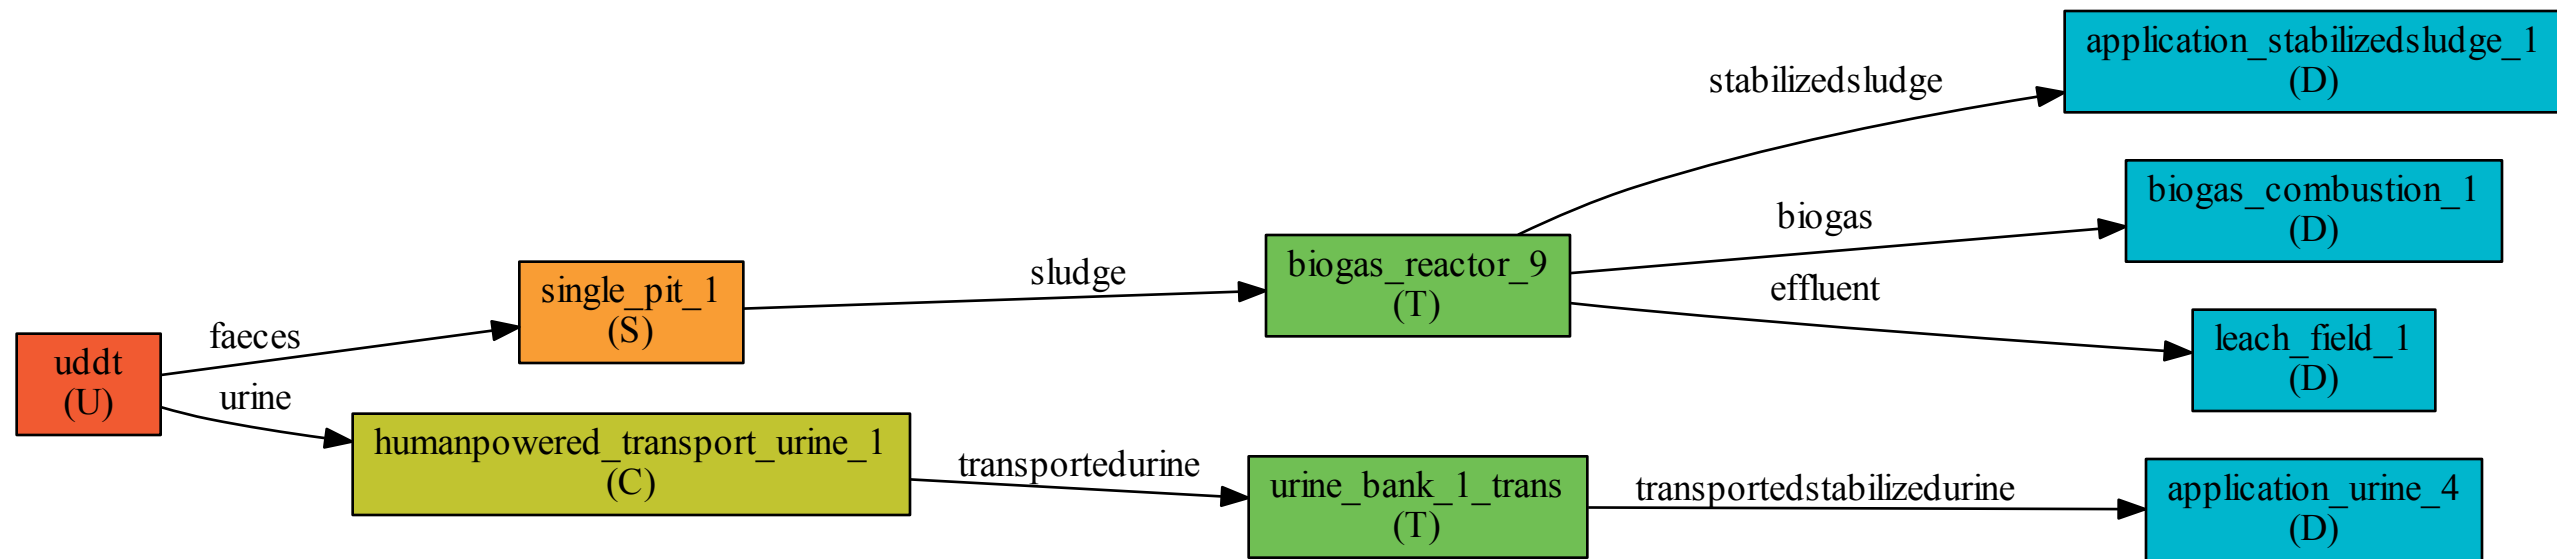 uddt
(U)
faeces
urine
single_pit_1
(S)
humanpowered_transport_urine_1
(C)
sludge
transportedurine
biogas_reactor_9
(T)
urine_bank_1_trans
(T)
stabilizedsludge
biogas
effluent
transportedstabilizedurine
application_stabilizedsludge_1
(D)
biogas_combustion_1
(D)
leach_field_1
(D)
application_urine_4
(D)